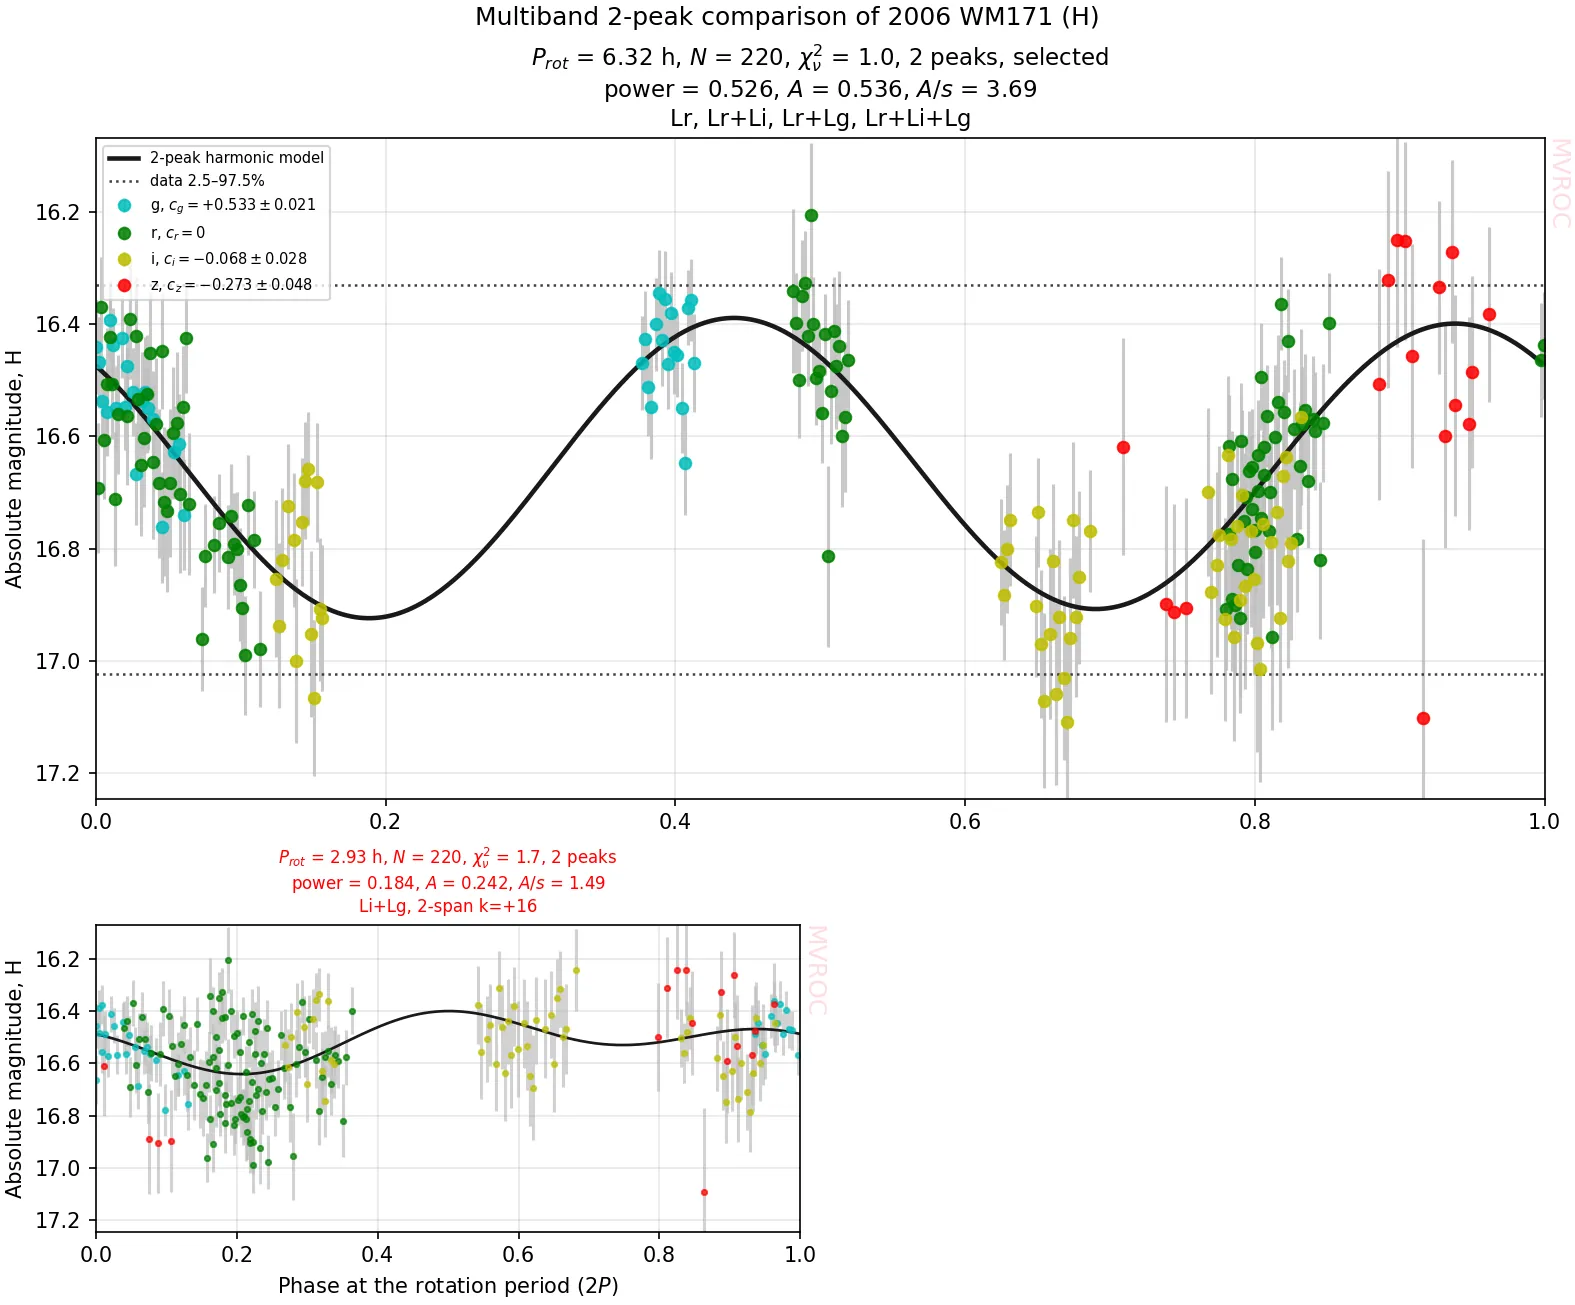 Multiband 2-peak comparison of 2006 WM171 (H)
P_rot = 6.32 h, N = 220, χ²_ν = 1.0, 2 peaks, selected
power = 0.526, A = 0.536, A/s = 3.69
Lr, Lr+Li, Lr+Lg, Lr+Li+Lg
2-peak harmonic model
data 2.5–97.5%
g, c_g = +0.533 ± 0.021
r, c_r = 0
i, c_i = −0.068 ± 0.028
z, c_z = −0.273 ± 0.048
MVROC
Absolute magnitude, H
16.2
16.4
16.6
16.8
17.0
17.2
0.0 0.2 0.4 0.6 0.8 1.0
P_rot = 2.93 h, N = 220, χ²_ν = 1.7, 2 peaks
power = 0.184, A = 0.242, A/s = 1.49
Li+Lg, 2-span k=+16
MVROC
Absolute magnitude, H
16.2
16.4
16.6
16.8
17.0
17.2
0.0 0.2 0.4 0.6 0.8 1.0
Phase at the rotation period (2P)